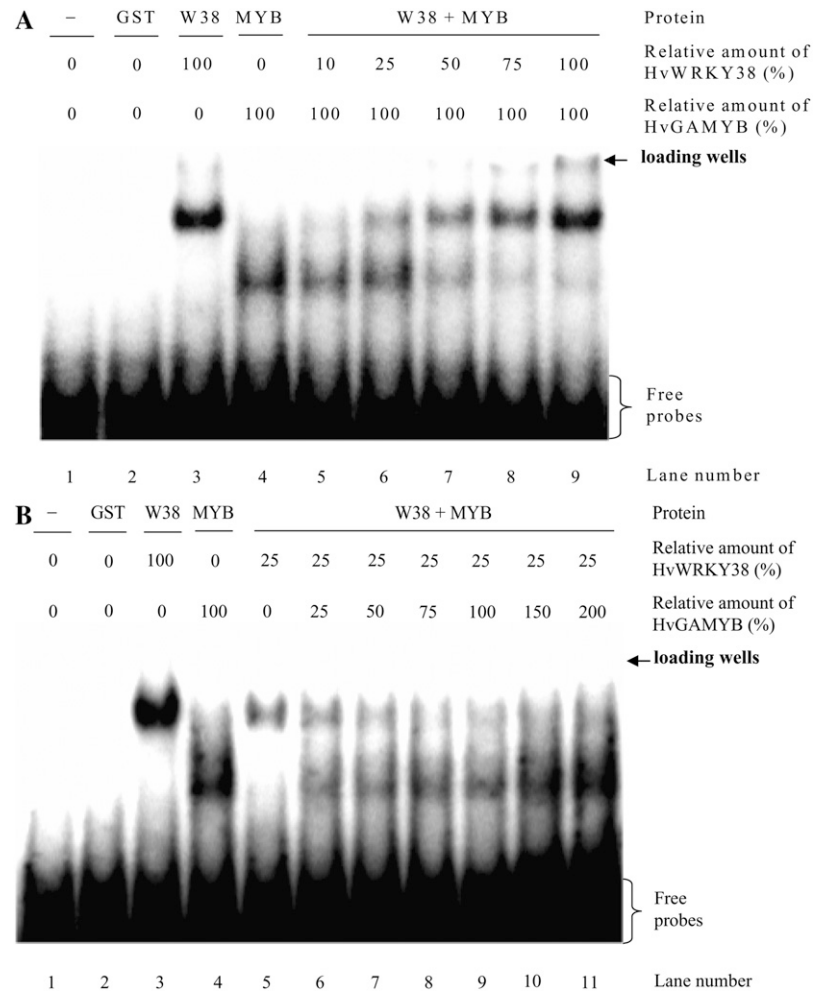 A − GST W38 MYB W38 + MYB Protein
0 0 100 0 10 25 50 75 100 Relative amount of HvWRKY38 (%)
0 0 0 100 100 100 100 100 100 Relative amount of HvGAMYB (%)
loading wells
Free probes
1 2 3 4 5 6 7 8 9 Lane number
B − GST W38 MYB W38 + MYB Protein
0 0 100 0 25 25 25 25 25 25 25 Relative amount of HvWRKY38 (%)
0 0 0 100 0 25 50 75 100 150 200 Relative amount of HvGAMYB (%)
loading wells
Free probes
1 2 3 4 5 6 7 8 9 10 11 Lane number